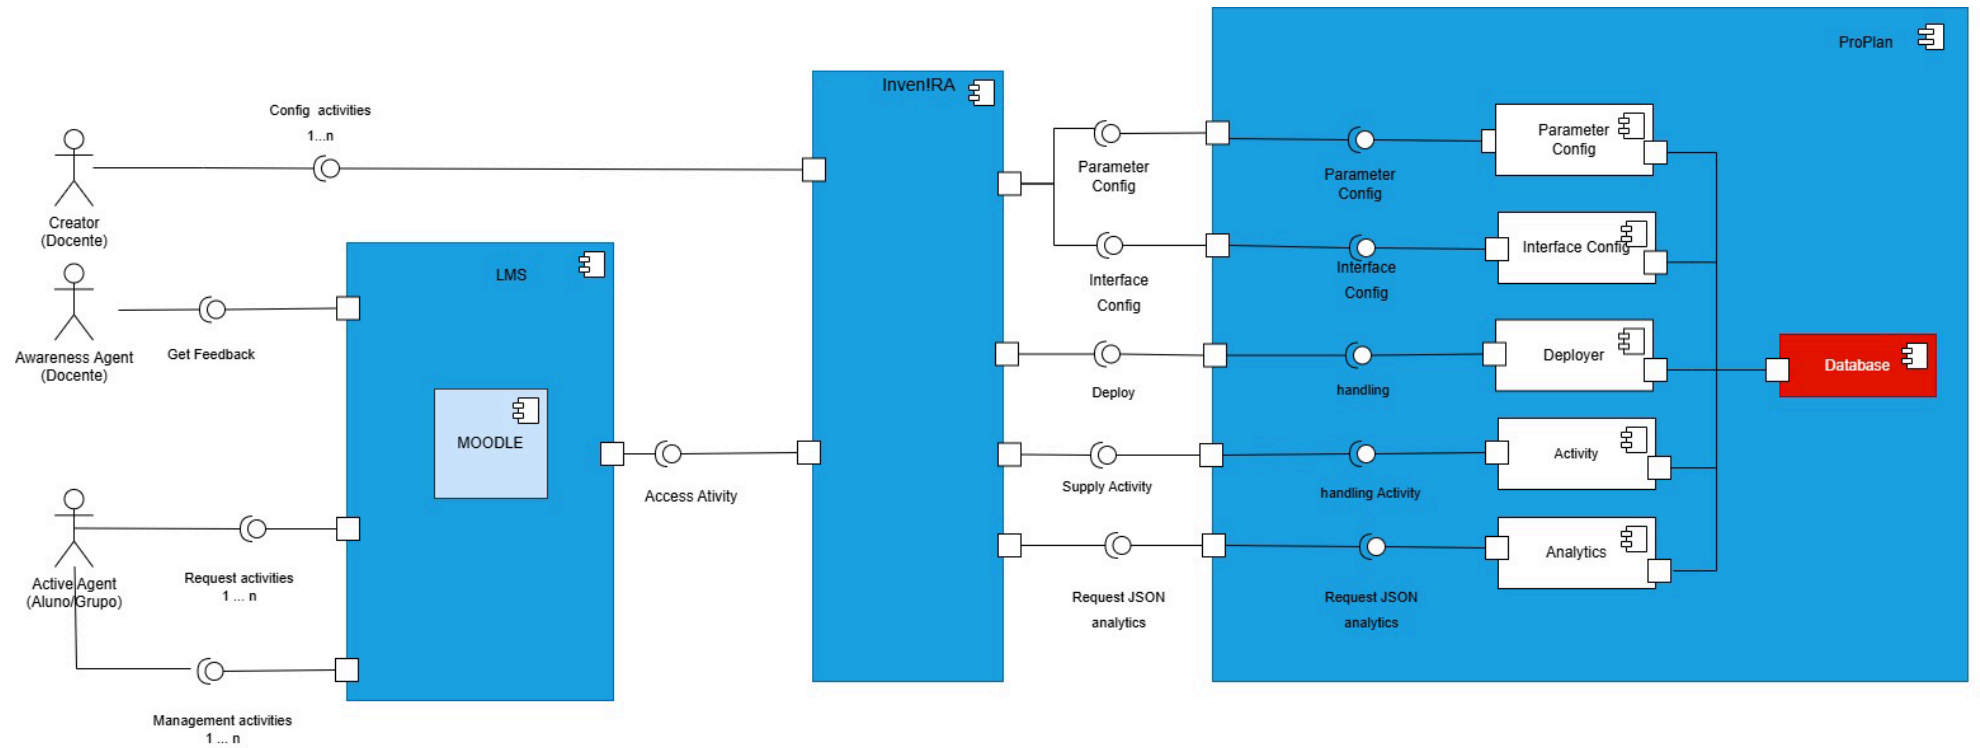 Config activities
1...n
Creator
(Docente)
Awareness Agent
(Docente)
Get Feedback
Active Agent
(Aluno/Grupo)
Request activities
1 ... n
Management activities
1 ... n
LMS
MOODLE
Access Ativity
Inven!RA
Parameter
Config
Interface
Config
Deploy
Supply Activity
Request JSON
analytics
ProPlan
Parameter
Config
Interface
Config
handling
handling Activity
Request JSON
analytics
Parameter
Config
Interface Config
Deployer
Activity
Analytics
Database